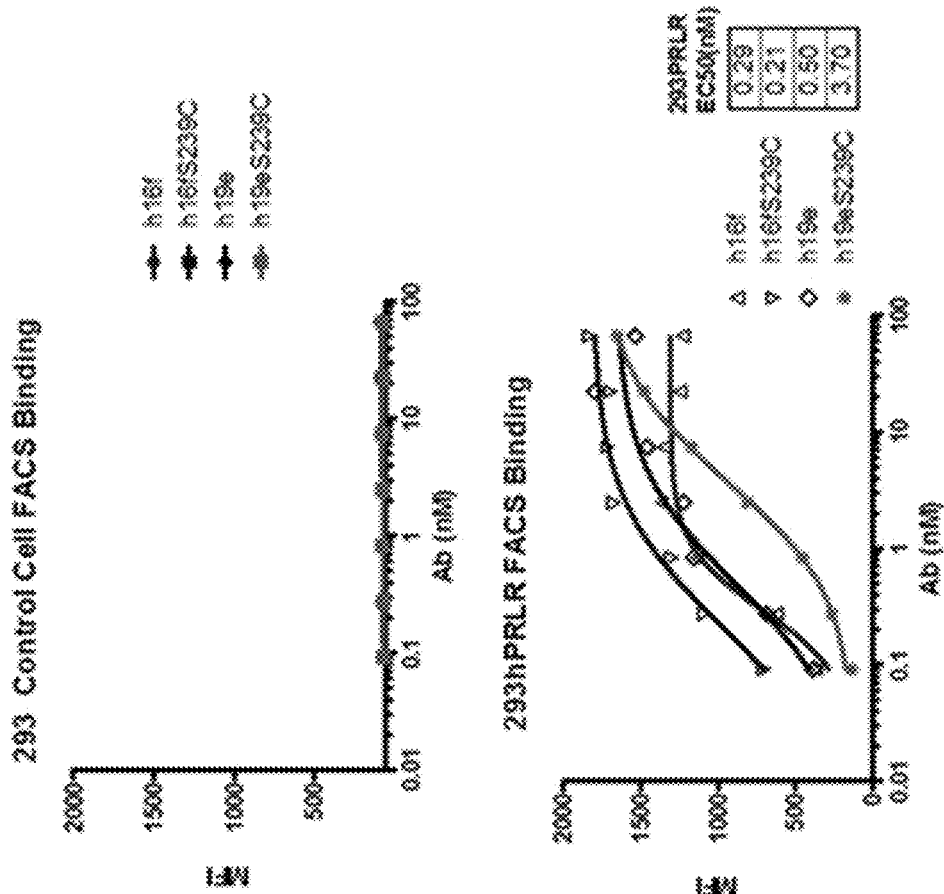 293 Control Cell FACS Binding
MFI
2000
1500
1000
500
0
0.01
0.1
1
10
100
Ab (nM)
h16f
h16fS239C
h19e
h19eS239C
293hPRLR FACS Binding
MFI
2000
1500
1000
500
0
0.01
0.1
1
10
100
Ab (nM)
h16f
h16fS239C
h19e
h19eS239C
293PRLR
EC50(nM)
0.29
0.21
0.50
3.70